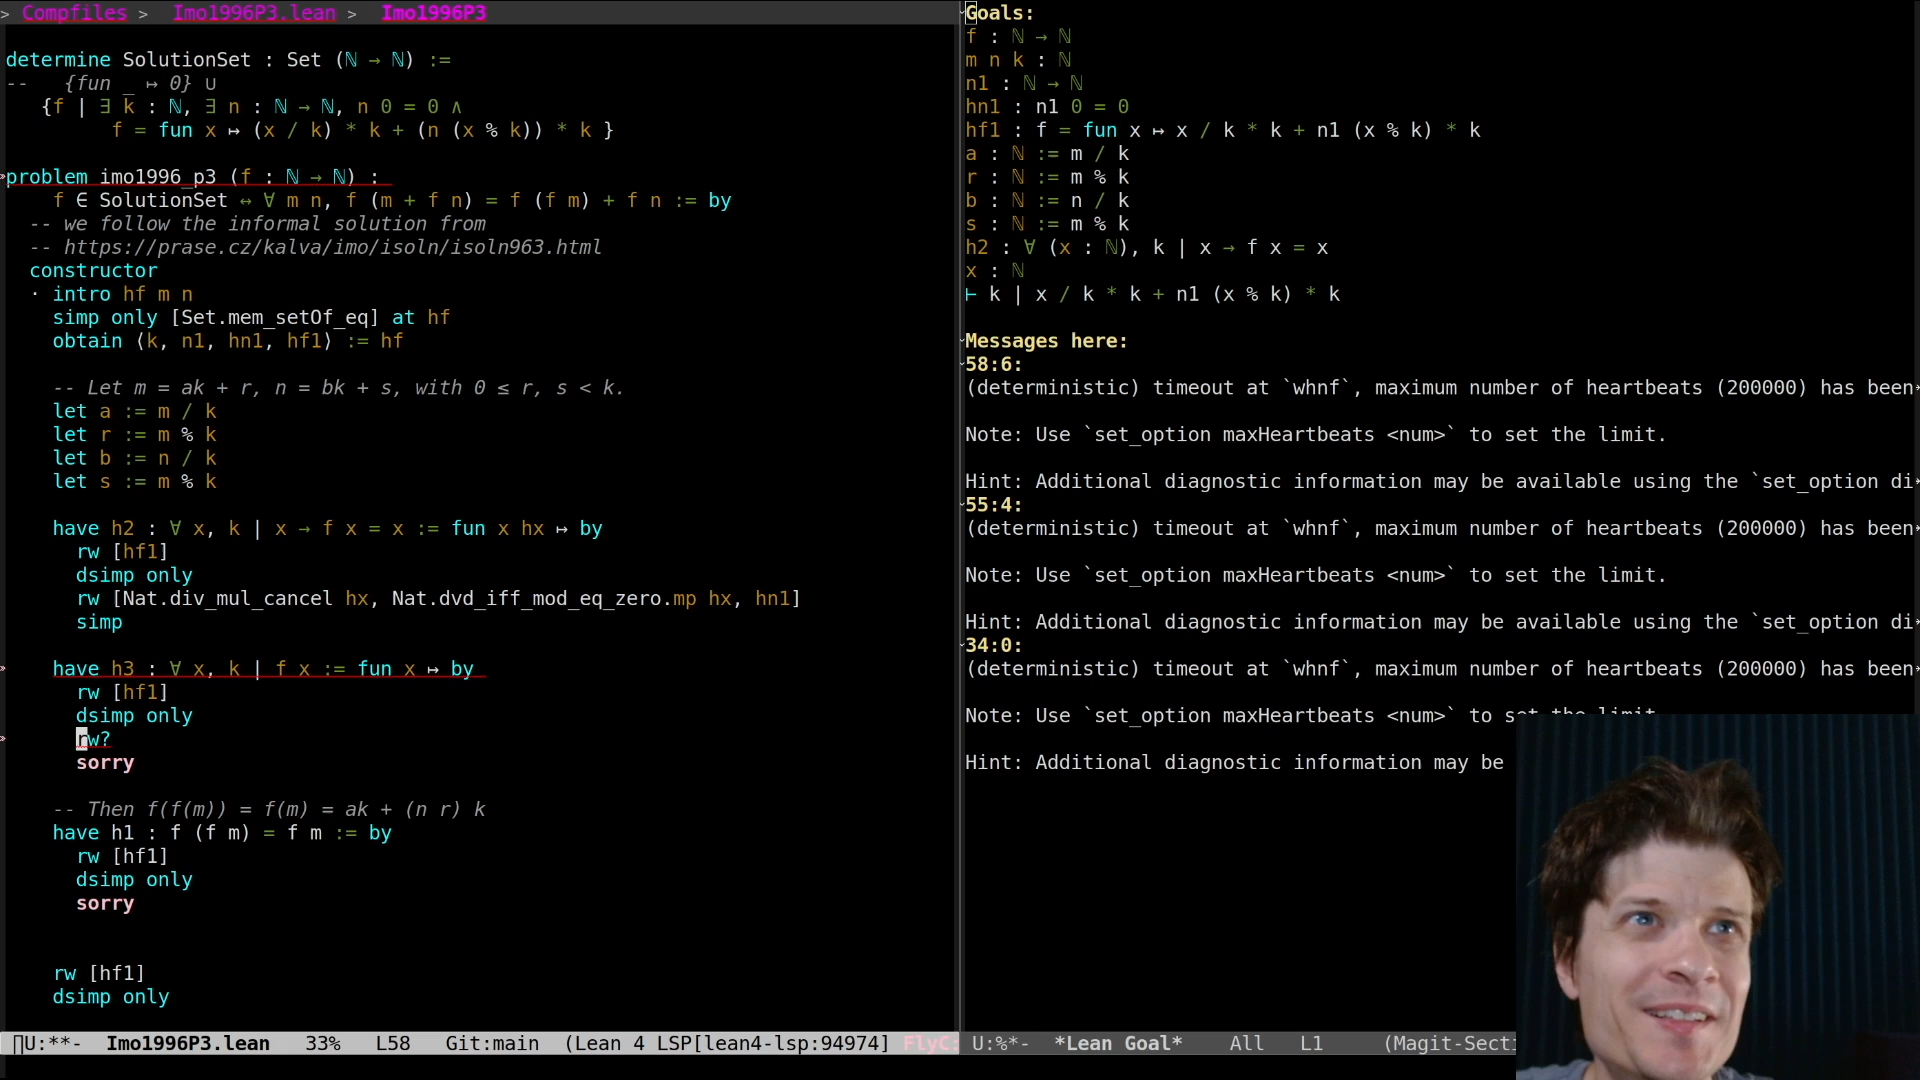 > Compfiles > Imo1996P3.lean > Imo1996P3
determine SolutionSet : Set (ℕ → ℕ) :=
-- {fun _ ↦ 0} ∪
{f | ∃ k : ℕ, ∃ n : ℕ → ℕ, n 0 = 0 ∧
f = fun x ↦ (x / k) * k + (n (x % k)) * k }
problem imo1996_p3 (f : ℕ → ℕ) :
f ∈ SolutionSet ↔ ∀ m n, f (m + f n) = f (f m) + f n := by
-- we follow the informal solution from
-- https://prase.cz/kalva/imo/isoln/isoln963.html
constructor
· intro hf m n
simp only [Set.mem_setOf_eq] at hf
obtain ⟨k, n1, hn1, hf1⟩ := hf
-- Let m = ak + r, n = bk + s, with 0 ≤ r, s < k.
let a := m / k
let r := m % k
let b := n / k
let s := m % k
have h2 : ∀ x, k | x → f x = x := fun x hx ↦ by
rw [hf1]
dsimp only
rw [Nat.div_mul_cancel hx, Nat.dvd_iff_mod_eq_zero.mp hx, hn1]
simp
have h3 : ∀ x, k | f x := fun x ↦ by
rw [hf1]
dsimp only
rw?
sorry
-- Then f(f(m)) = f(m) = ak + (n r) k
have h1 : f (f m) = f m := by
rw [hf1]
dsimp only
sorry
rw [hf1]
dsimp only
U:**- Imo1996P3.lean 33% L58 Git:main (Lean 4 LSP[lean4-lsp:94974] FlyC:
Goals:
f : ℕ → ℕ
m n k : ℕ
n1 : ℕ → ℕ
hn1 : n1 0 = 0
hf1 : f = fun x ↦ x / k * k + n1 (x % k) * k
a : ℕ := m / k
r : ℕ := m % k
b : ℕ := n / k
s : ℕ := m % k
h2 : ∀ (x : ℕ), k | x → f x = x
x : ℕ
⊢ k | x / k * k + n1 (x % k) * k
Messages here:
58:6:
(deterministic) timeout at `whnf`, maximum number of heartbeats (200000) has been
Note: Use `set_option maxHeartbeats <num>` to set the limit.
Hint: Additional diagnostic information may be available using the `set_option di
55:4:
(deterministic) timeout at `whnf`, maximum number of heartbeats (200000) has been
Note: Use `set_option maxHeartbeats <num>` to set the limit.
Hint: Additional diagnostic information may be available using the `set_option di
34:0:
(deterministic) timeout at `whnf`, maximum number of heartbeats (200000) has been
Note: Use `set_option maxHeartbeats <num>` to set the limit.
Hint: Additional diagnostic information may be
U:%*- *Lean Goal* All L1 (Magit-Secti